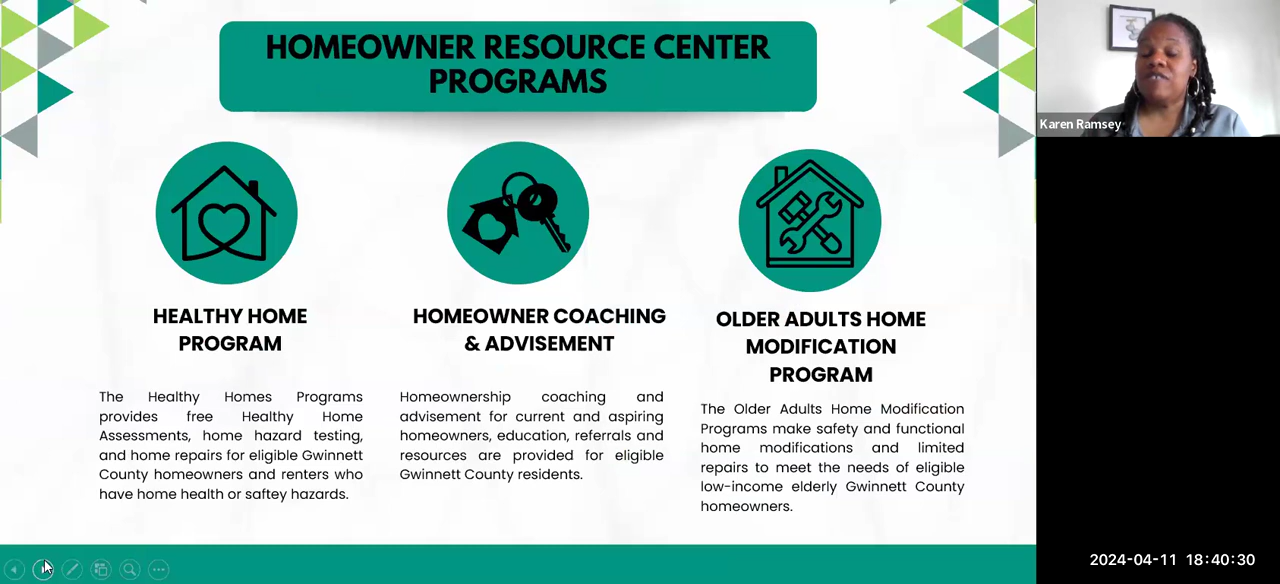 HOMEOWNER RESOURCE CENTER
PROGRAMS
HEALTHY HOME
PROGRAM
The Healthy Homes Programs
provides free Healthy Home
Assessments, home hazard testing,
and home repairs for eligible Gwinnett
County homeowners and renters who
have home health or saftey hazards.
HOMEOWNER COACHING
& ADVISEMENT
Homeownership coaching and
advisement for current and aspiring
homeowners, education, referrals and
resources are provided for eligible
Gwinnett County residents.
OLDER ADULTS HOME
MODIFICATION
PROGRAM
The Older Adults Home Modification
Programs make safety and functional
home modifications and limited
repairs to meet the needs of eligible
low-income elderly Gwinnett County
homeowners.
Karen Ramsey
2024-04-11 18:40:30